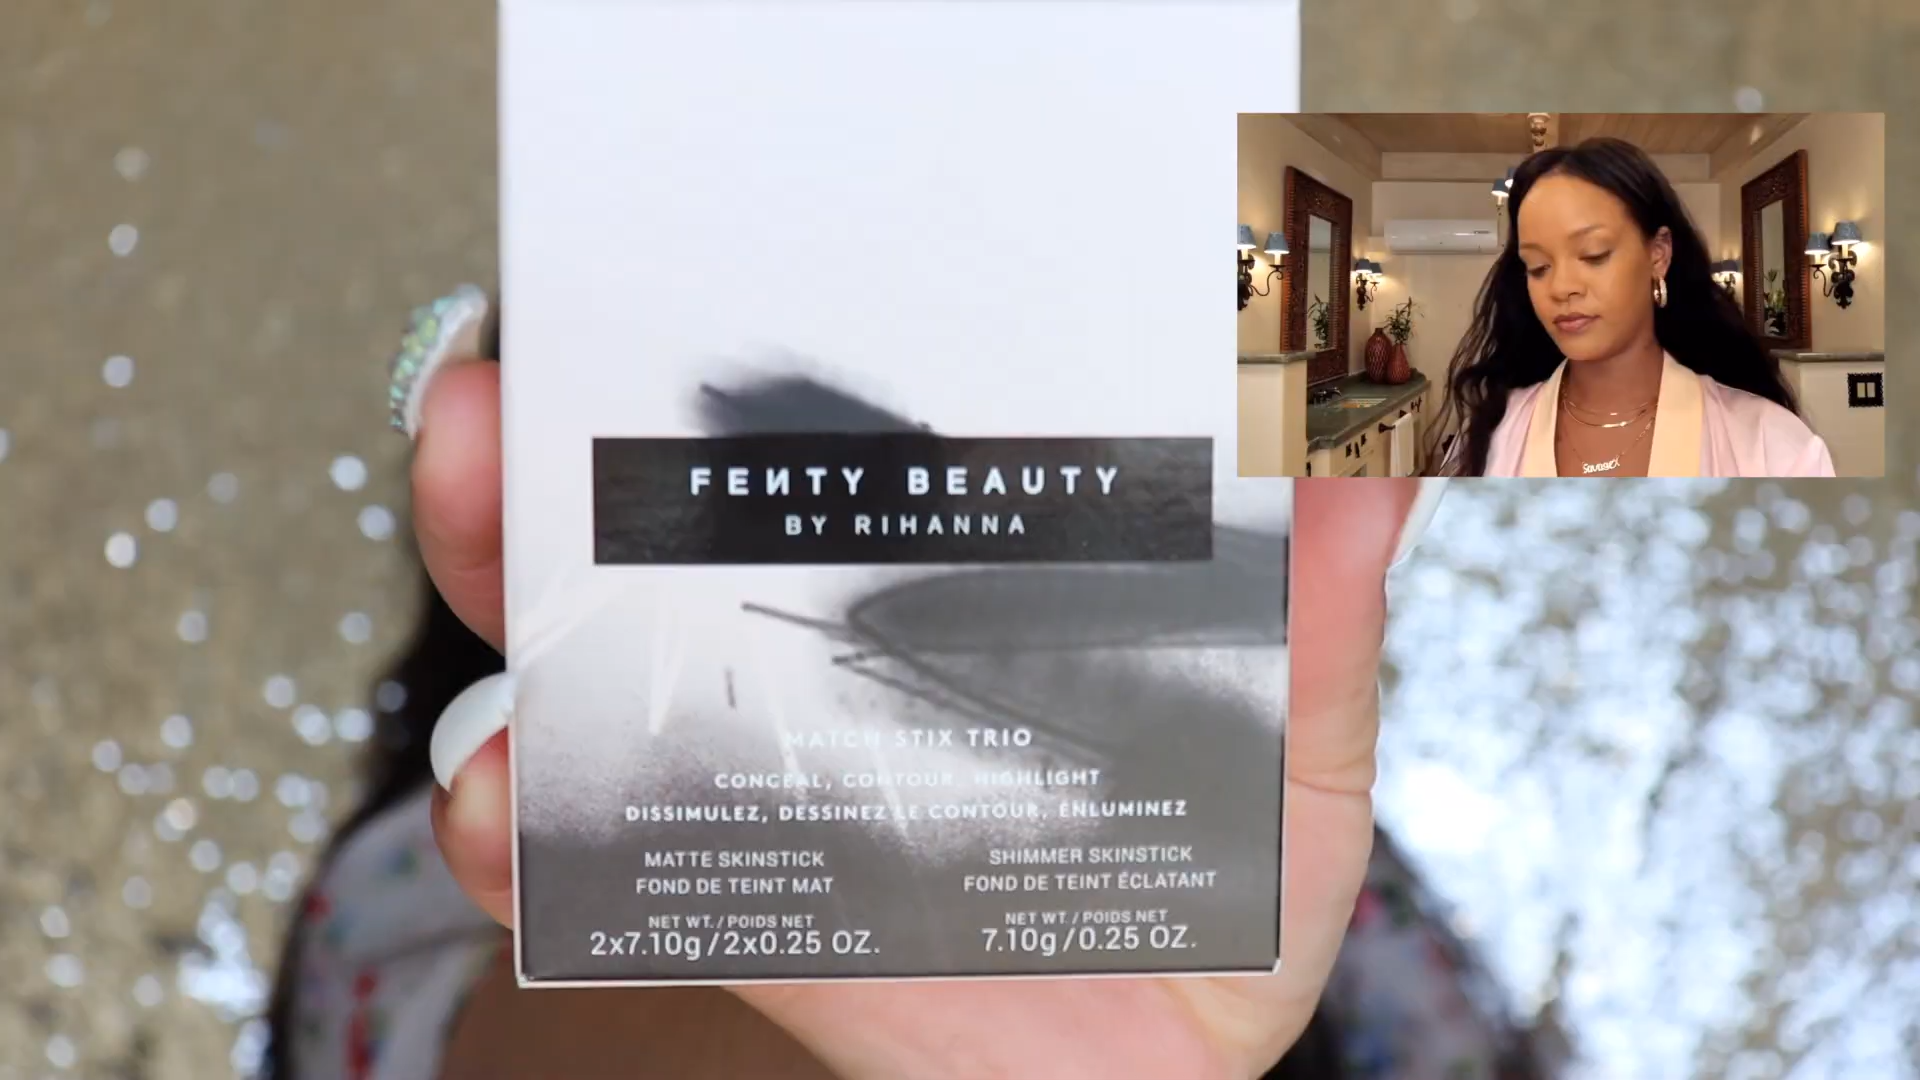 FEИTY BEAUTY
BY RIHANNA
MATCH STIX TRIO
CONCEAL, CONTOUR, HIGHLIGHT
DISSIMULEZ, DESSINEZ LE CONTOUR, ENLUMINEZ
MATTE SKINSTICK
FOND DE TEINT MAT
NET WT./POIDS NET
2x7.10g/2x0.25 OZ.
SHIMMER SKINSTICK
FOND DE TEINT ÉCLATANT
NET WT./POIDS NET
7.10g/0.25 OZ.